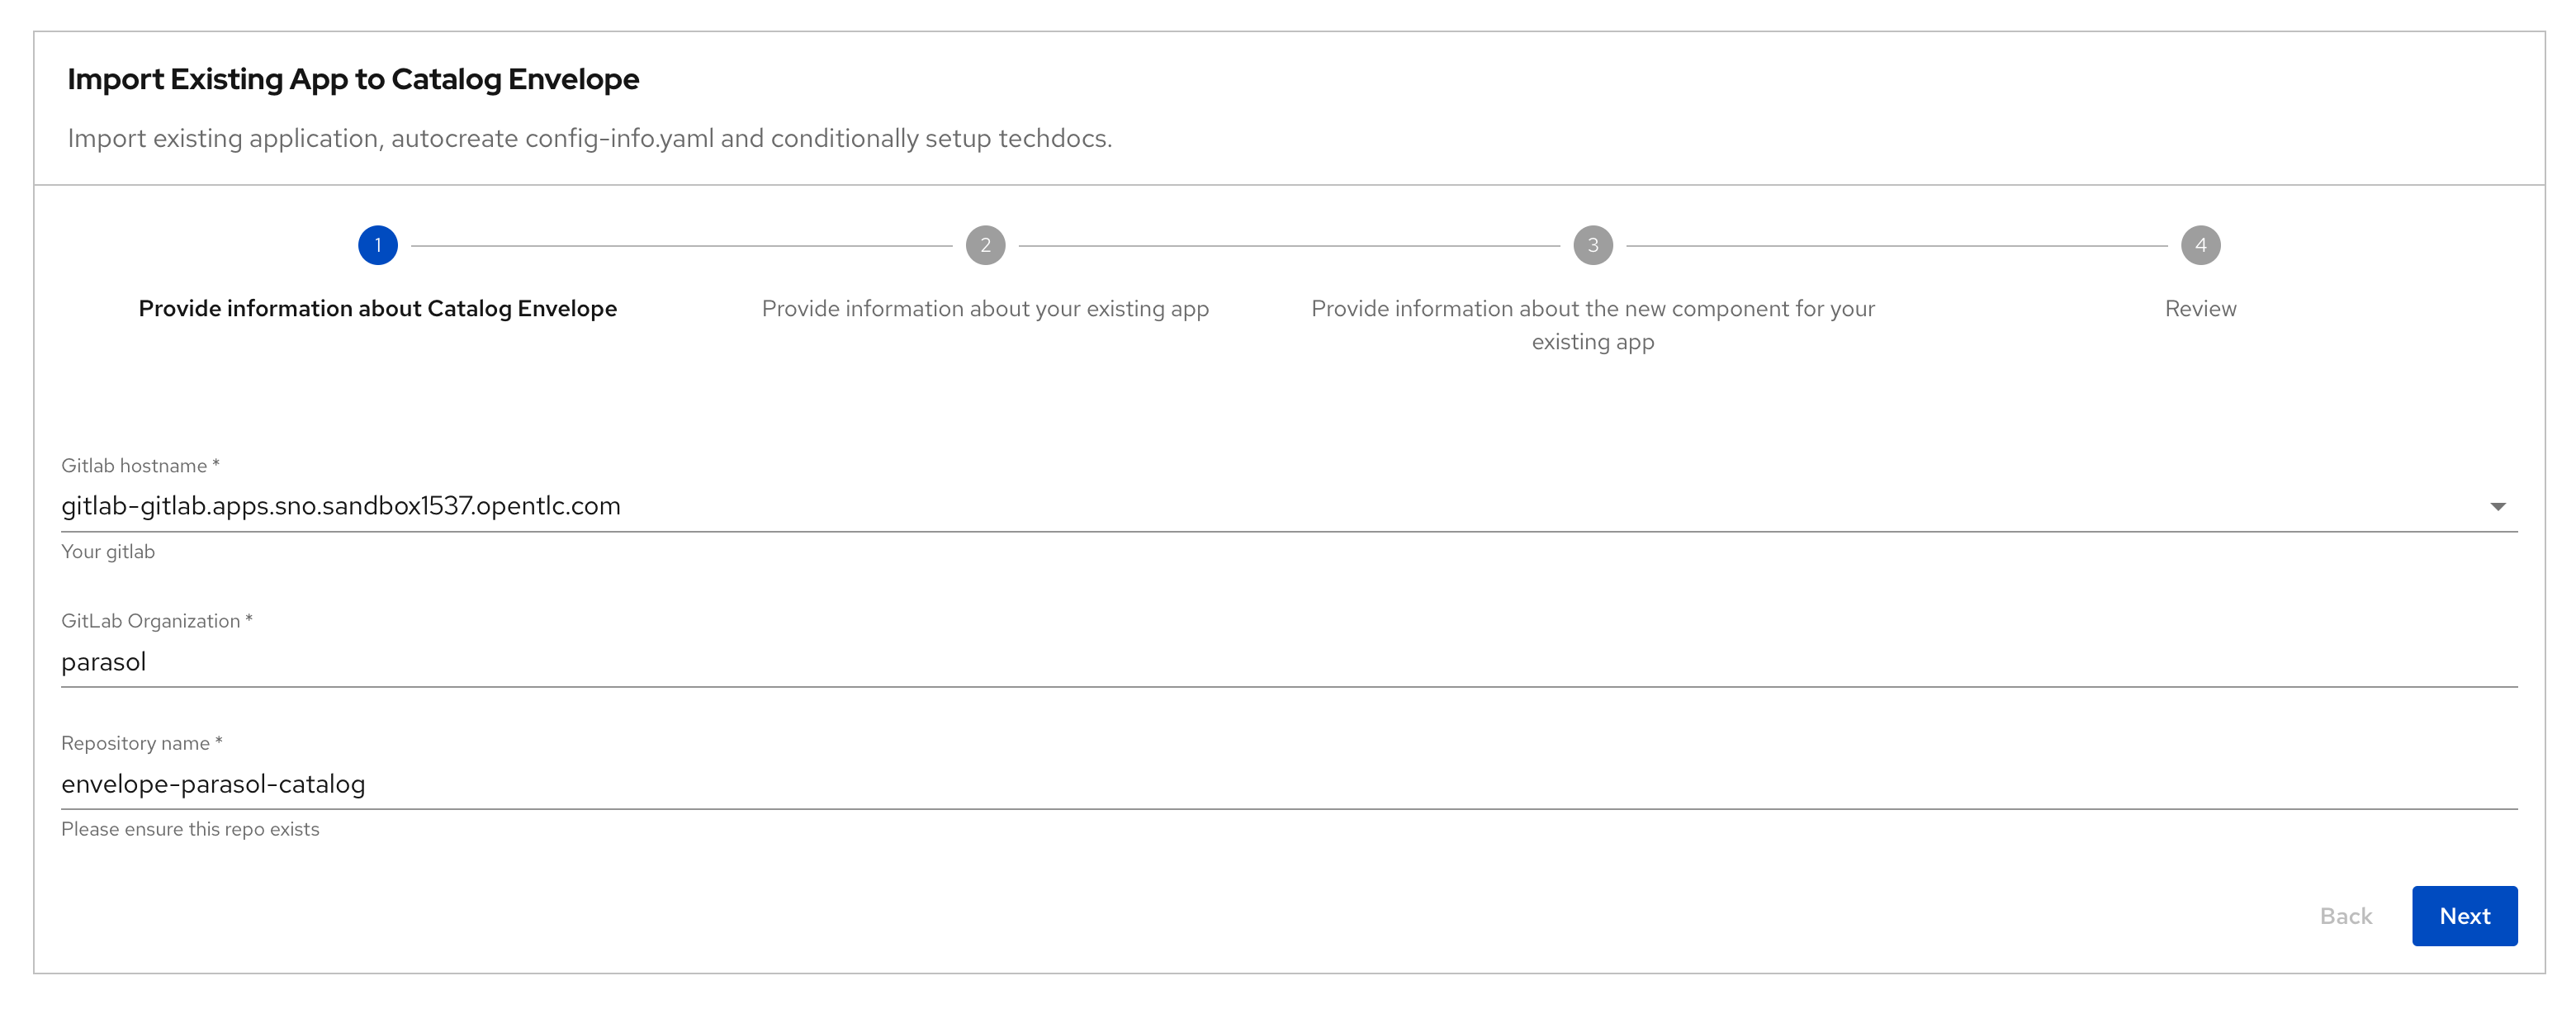 Import Existing App to Catalog Envelope
Import existing application, autocreate config-info.yaml and conditionally setup techdocs.
1
2
3
4
Provide information about Catalog Envelope
Provide information about your existing app
Provide information about the new component for your
existing app
Review
Gitlab hostname *
gitlab-gitlab.apps.sno.sandbox1537.opentlc.com
Your gitlab
GitLab Organization *
parasol
Repository name *
envelope-parasol-catalog
Please ensure this repo exists
Back
Next